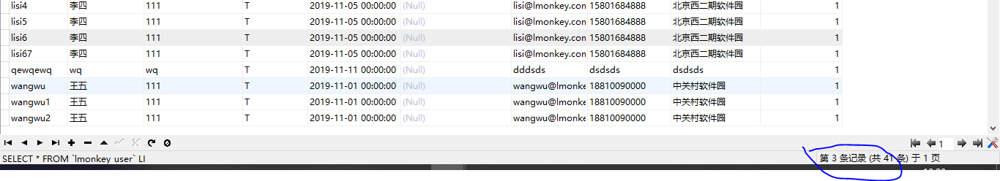 lisi4 李四 111 T 2019-11-05 00:00:00 (Null) lisi@lmonkey.con 15801684888 北京西二期软件园 1
lisi5 李四 111 T 2019-11-05 00:00:00 (Null) lisi@lmonkey.con 15801684888 北京西二期软件园 1
lisi6 李四 111 T 2019-11-05 00:00:00 (Null) lisi@lmonkey.con 15801684888 北京西二期软件园 1
lisi67 李四 111 T 2019-11-05 00:00:00 (Null) lisi@lmonkey.con 15801684888 北京西二期软件园 1
qewqewq wq wq T 2019-11-11 00:00:00 (Null) dddsds dsdsds dsdsds 1
wangwu 王五 111 T 2019-11-01 00:00:00 (Null) wangwu@lmonke 18810090000 中关村软件园 1
wangwu1 王五 111 T 2019-11-01 00:00:00 (Null) wangwu@lmonke 18810090000 中关村软件园 1
wangwu2 王五 111 T 2019-11-01 00:00:00 (Null) wangwu@lmonke 18810090000 中关村软件园 1
1
SELECT * FROM `lmonkey user` LI 第 3 条记录 (共 41 条) 于 1 页